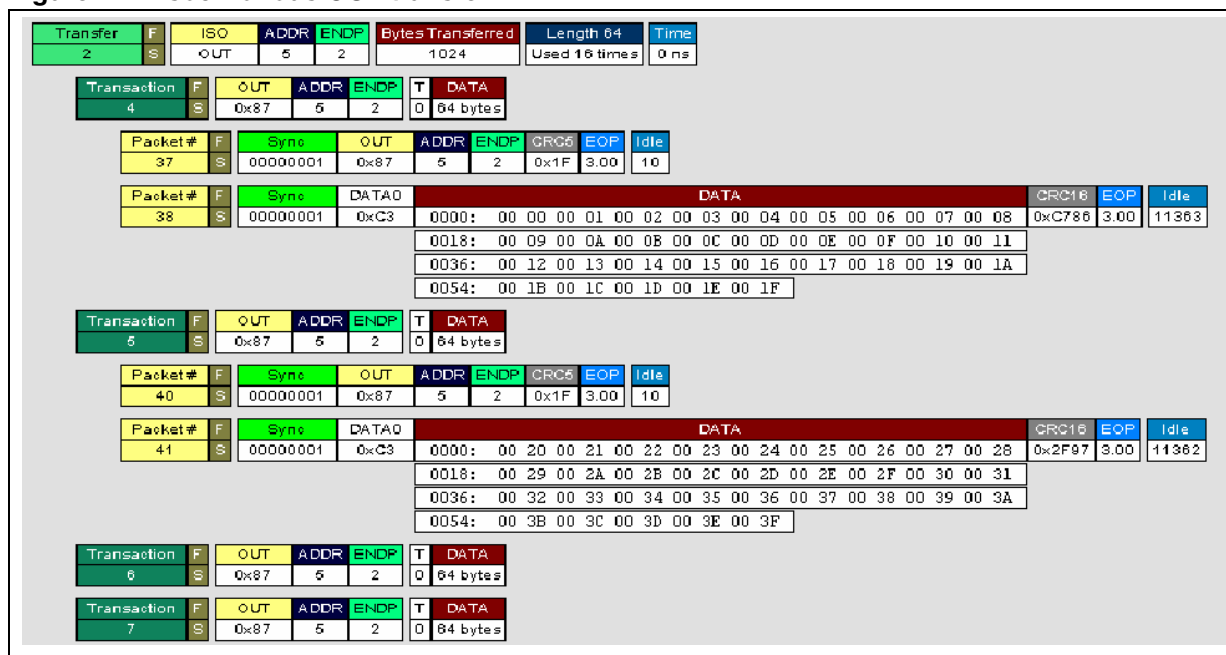 Transfer F ISO ADDR ENDP Bytes Transferred Length 64 Time
2 S OUT 5 2 1024 Used 16 times 0 ns
Transaction F OUT ADDR ENDP T DATA
4 S 0x87 5 2 0 64 bytes
Packet# F Sync OUT ADDR ENDP CRC5 EOP Idle
37 S 00000001 0x87 5 2 0x1F 3.00 10
Packet# F Sync DATA0 DATA CRC16 EOP Idle
38 S 00000001 0xC3 0000: 00 00 00 01 00 02 00 03 00 04 00 05 00 06 00 07 00 08 0xC786 3.00 11363
0018: 00 09 00 0A 00 0B 00 0C 00 0D 00 0E 00 0F 00 10 00 11
0036: 00 12 00 13 00 14 00 15 00 16 00 17 00 18 00 19 00 1A
0054: 00 1B 00 1C 00 1D 00 1E 00 1F
Transaction F OUT ADDR ENDP T DATA
5 S 0x87 5 2 0 64 bytes
Packet# F Sync OUT ADDR ENDP CRC5 EOP Idle
40 S 00000001 0x87 5 2 0x1F 3.00 10
Packet# F Sync DATA0 DATA CRC16 EOP Idle
41 S 00000001 0xC3 0000: 00 20 00 21 00 22 00 23 00 24 00 25 00 26 00 27 00 28 0x2F97 3.00 11362
0018: 00 29 00 2A 00 2B 00 2C 00 2D 00 2E 00 2F 00 30 00 31
0036: 00 32 00 33 00 34 00 35 00 36 00 37 00 38 00 39 00 3A
0054: 00 3B 00 3C 00 3D 00 3E 00 3F
Transaction F OUT ADDR ENDP T DATA
6 S 0x87 5 2 0 64 bytes
Transaction F OUT ADDR ENDP T DATA
7 S 0x87 5 2 0 64 bytes